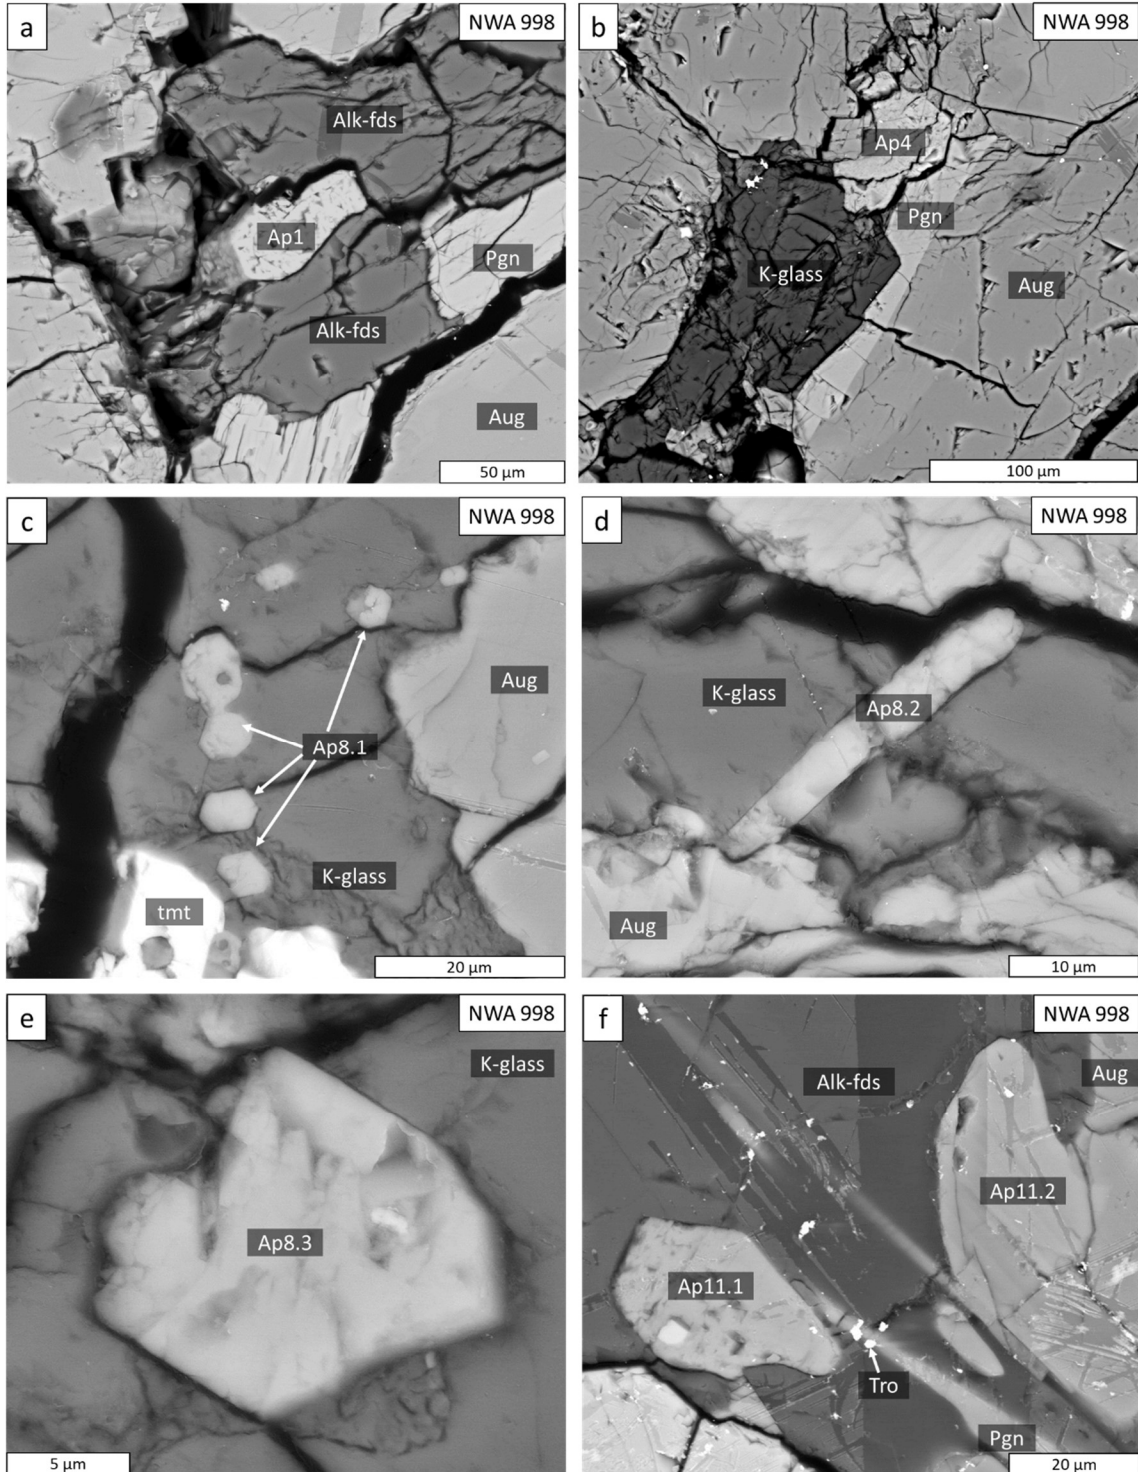 a
NWA 998
Alk-fds
Ap1
Pgn
Alk-fds
Aug
50 µm
b
NWA 998
Ap4
Pgn
K-glass
Aug
100 µm
c
NWA 998
Aug
Ap8.1
K-glass
tmt
20 µm
d
NWA 998
K-glass
Ap8.2
Aug
10 µm
e
NWA 998
K-glass
Ap8.3
5 µm
f
NWA 998
Alk-fds
Aug
Ap11.2
Ap11.1
Tro
Pgn
20 µm